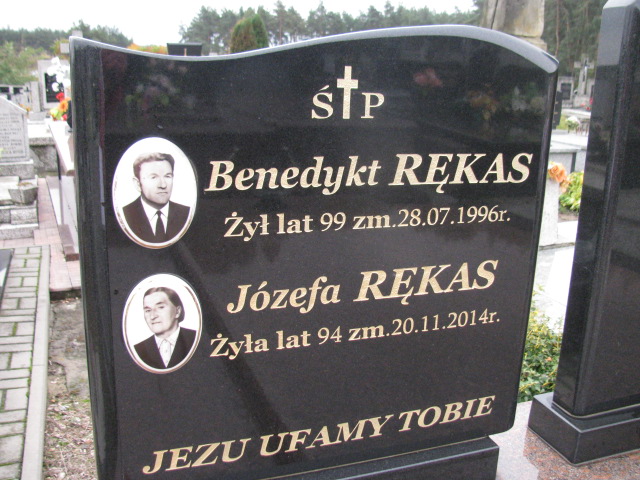 Ś†P
Benedykt RĘKAS
Żył lat 99 zm.28.07.1996r.
Józefa RĘKAS
Żyła lat 94 zm.20.11.2014r.
JEZU UFAMY TOBIE